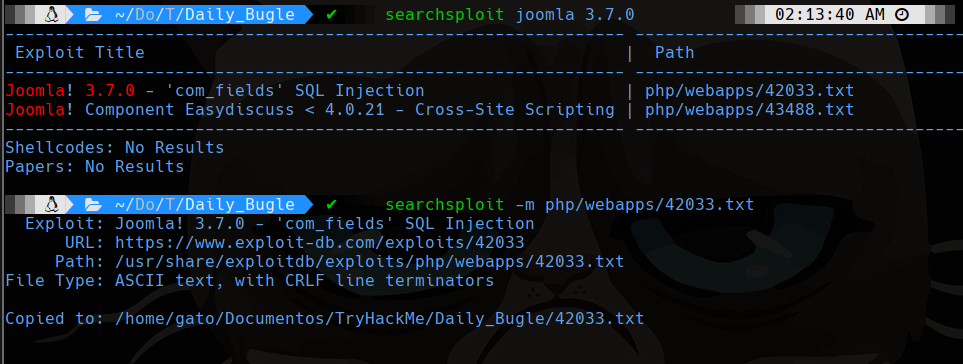 ~/Do/T/Daily_Bugle ✔ searchsploit joomla 3.7.0 02:13:40 AM
--------------------------------------------------------------- ---------------------------------
Exploit Title | Path
--------------------------------------------------------------- ---------------------------------
Joomla! 3.7.0 - 'com_fields' SQL Injection | php/webapps/42033.txt
Joomla! Component Easydiscuss < 4.0.21 - Cross-Site Scripting | php/webapps/43488.txt
--------------------------------------------------------------- ---------------------------------
Shellcodes: No Results
Papers: No Results
~/Do/T/Daily_Bugle ✔ searchsploit -m php/webapps/42033.txt
Exploit: Joomla! 3.7.0 - 'com_fields' SQL Injection
URL: https://www.exploit-db.com/exploits/42033
Path: /usr/share/exploitdb/exploits/php/webapps/42033.txt
File Type: ASCII text, with CRLF line terminators
Copied to: /home/gato/Documentos/TryHackMe/Daily_Bugle/42033.txt